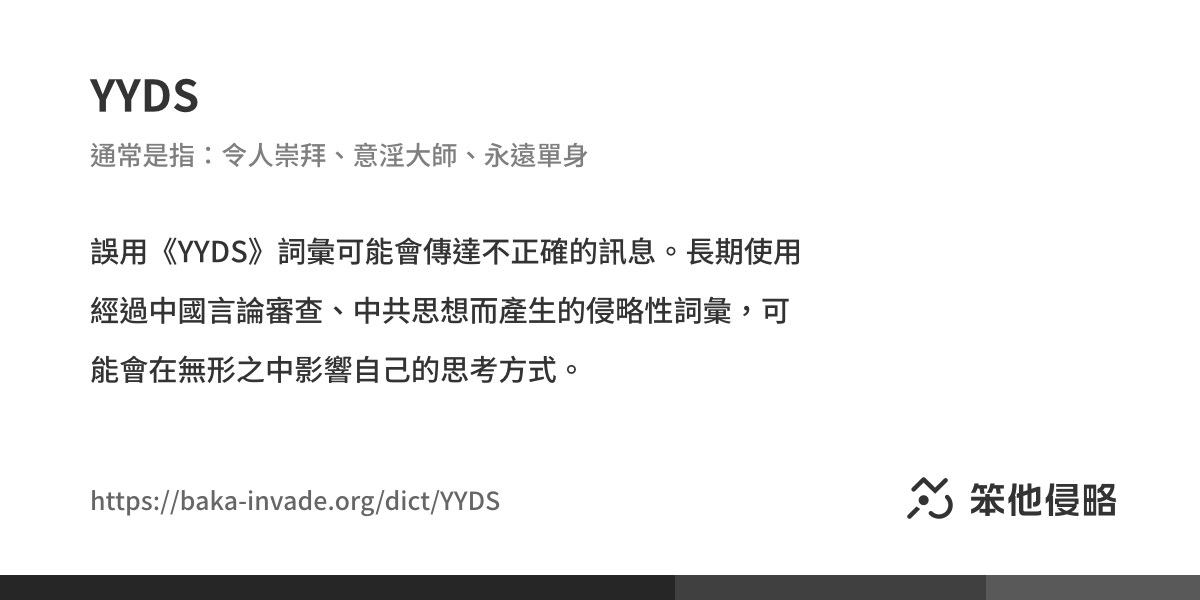 YYDS
通常是指：令人崇拜、意淫大師、永遠單身
誤用《YYDS》詞彙可能會傳達不正確的訊息。長期使用
經過中國言論審查、中共思想而產生的侵略性詞彙，可
能會在無形之中影響自己的思考方式。
https://baka-invade.org/dict/YYDS
笨他侵略